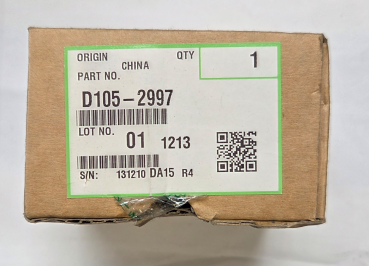 ORIGIN CHINA QTY 1
PART NO.
D105-2997
LOT NO. 01 1213
S/N: 131210 DA15 R4